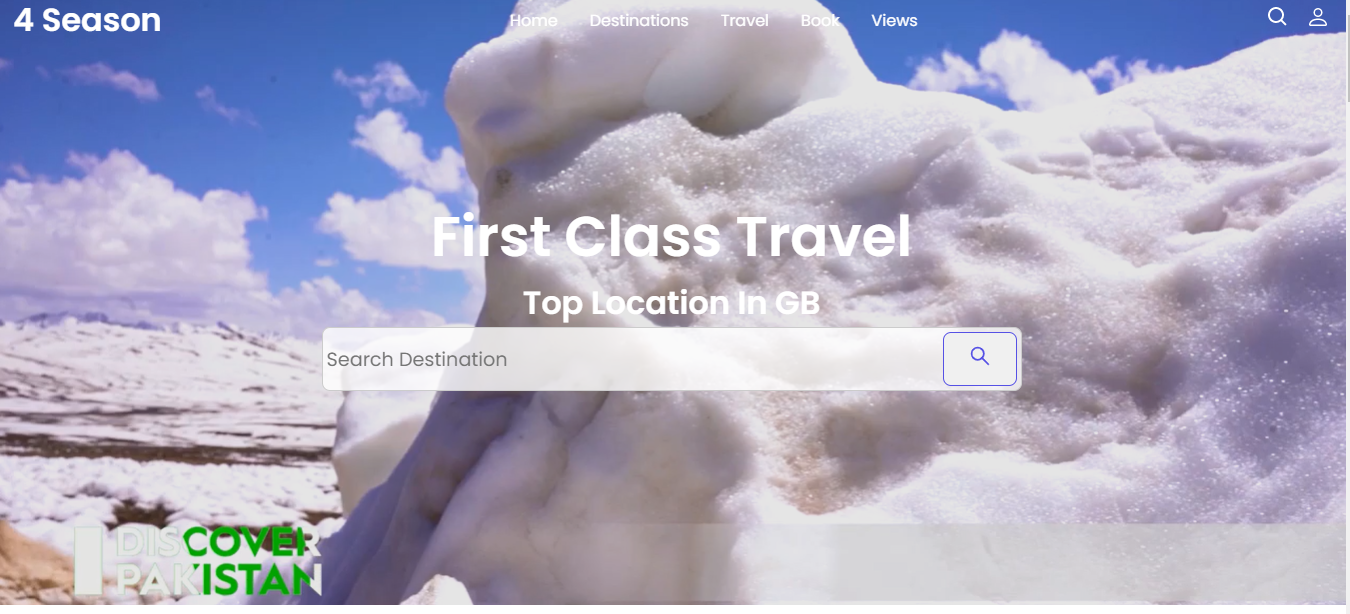 4 Season
Home Destinations Travel Book Views
First Class Travel
Top Location In GB
Search Destination
DISCOVER
PAKISTAN